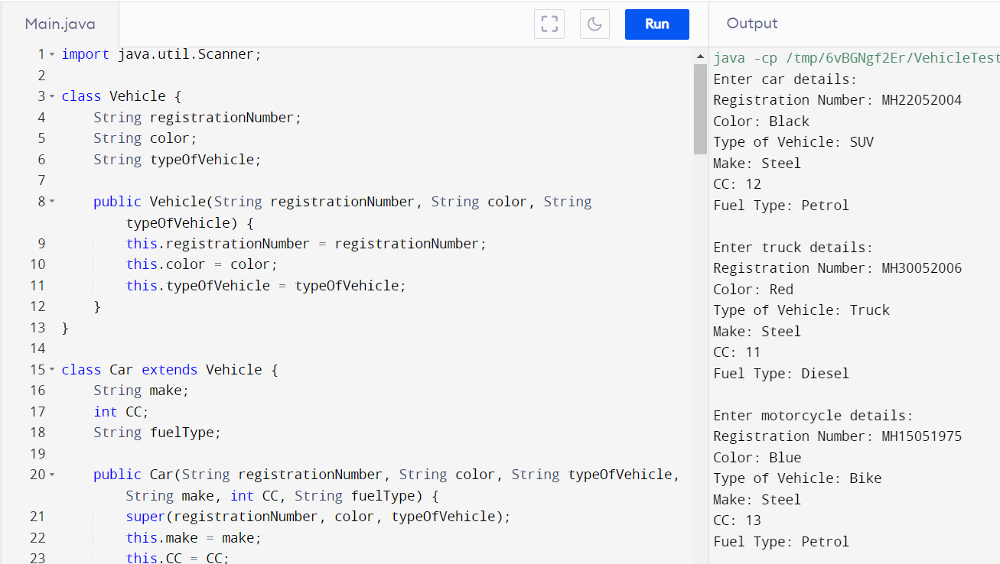 Main.java
Run
Output
1 import java.util.Scanner;
2
3 class Vehicle {
4 String registrationNumber;
5 String color;
6 String typeOfVehicle;
7
8 public Vehicle(String registrationNumber, String color, String
typeOfVehicle) {
9 this.registrationNumber = registrationNumber;
10 this.color = color;
11 this.typeOfVehicle = typeOfVehicle;
12 }
13 }
14
15 class Car extends Vehicle {
16 String make;
17 int CC;
18 String fuelType;
19
20 public Car(String registrationNumber, String color, String typeOfVehicle,
String make, int CC, String fuelType) {
21 super(registrationNumber, color, typeOfVehicle);
22 this.make = make;
23 this.CC = CC;
java -cp /tmp/6vBGNgf2Er/VehicleTest
Enter car details:
Registration Number: MH22052004
Color: Black
Type of Vehicle: SUV
Make: Steel
CC: 12
Fuel Type: Petrol

Enter truck details:
Registration Number: MH30052006
Color: Red
Type of Vehicle: Truck
Make: Steel
CC: 11
Fuel Type: Diesel

Enter motorcycle details:
Registration Number: MH15051975
Color: Blue
Type of Vehicle: Bike
Make: Steel
CC: 13
Fuel Type: Petrol